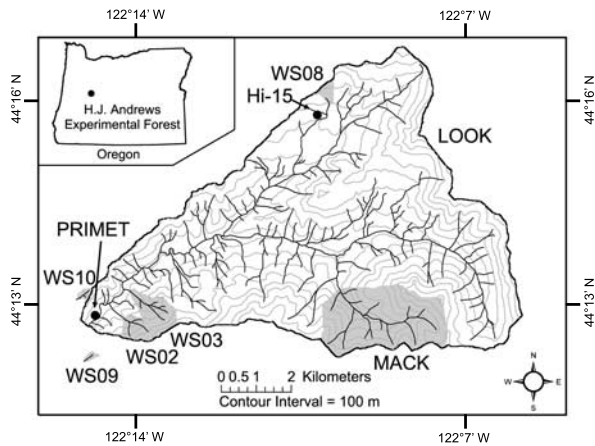 122°14' W 122°7' W
44°16' N
44°16' N
H.J. Andrews
Experimental Forest
Oregon
WS08
Hi-15
LOOK
PRIMET
WS10
44°13' N
44°13' N
WS03
WS02
WS09
MACK
0 0.5 1 2 Kilometers
Contour Interval = 100 m
N
W E
S
122°14' W 122°7' W